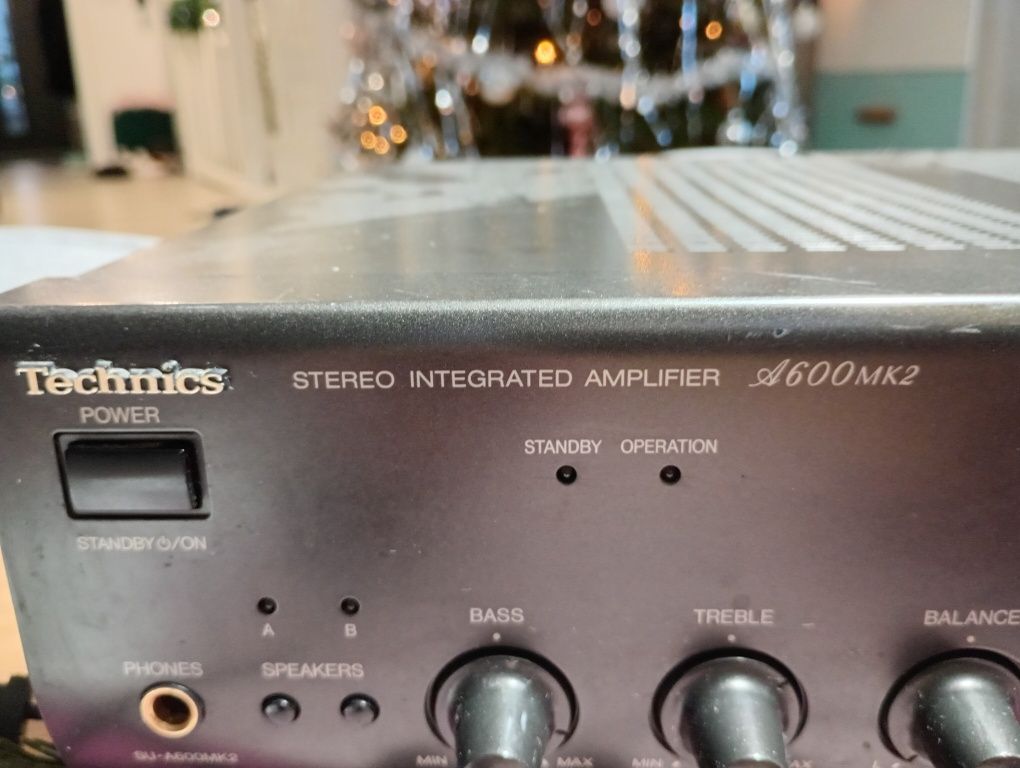 Technics STEREO INTEGRATED AMPLIFIER A600MK2
POWER
STANDBY OPERATION
STANDBY⏻/ON
A B
BASS TREBLE BALANCE
PHONES SPEAKERS
SU-A600MK2
MIN MAX MIN MAX L